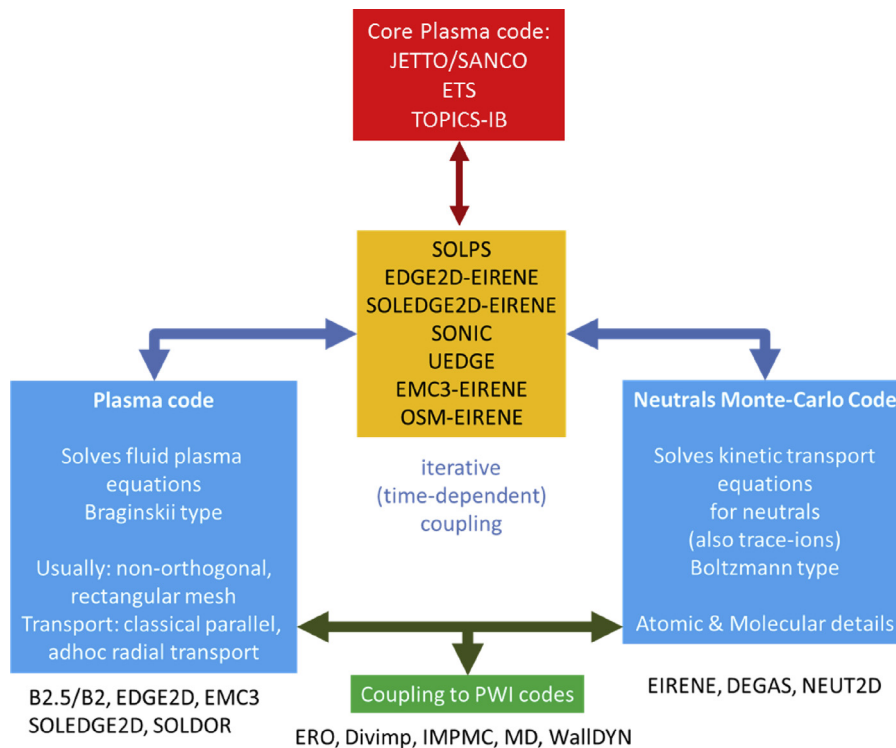 Core Plasma code:
JETTO/SANCO
ETS
TOPICS-IB
SOLPS
EDGE2D-EIRENE
SOLEDGE2D-EIRENE
SONIC
UEDGE
EMC3-EIRENE
OSM-EIRENE
iterative
(time-dependent)
coupling
Plasma code
Solves fluid plasma
equations
Braginskii type
Usually: non-orthogonal,
rectangular mesh
Transport: classical parallel,
adhoc radial transport
B2.5/B2, EDGE2D, EMC3
SOLEDGE2D, SOLDOR
Neutrals Monte-Carlo Code
Solves kinetic transport
equations
for neutrals
(also trace-ions)
Boltzmann type
Atomic & Molecular details
EIRENE, DEGAS, NEUT2D
Coupling to PWI codes
ERO, Divimp, IMPMC, MD, WallDYN